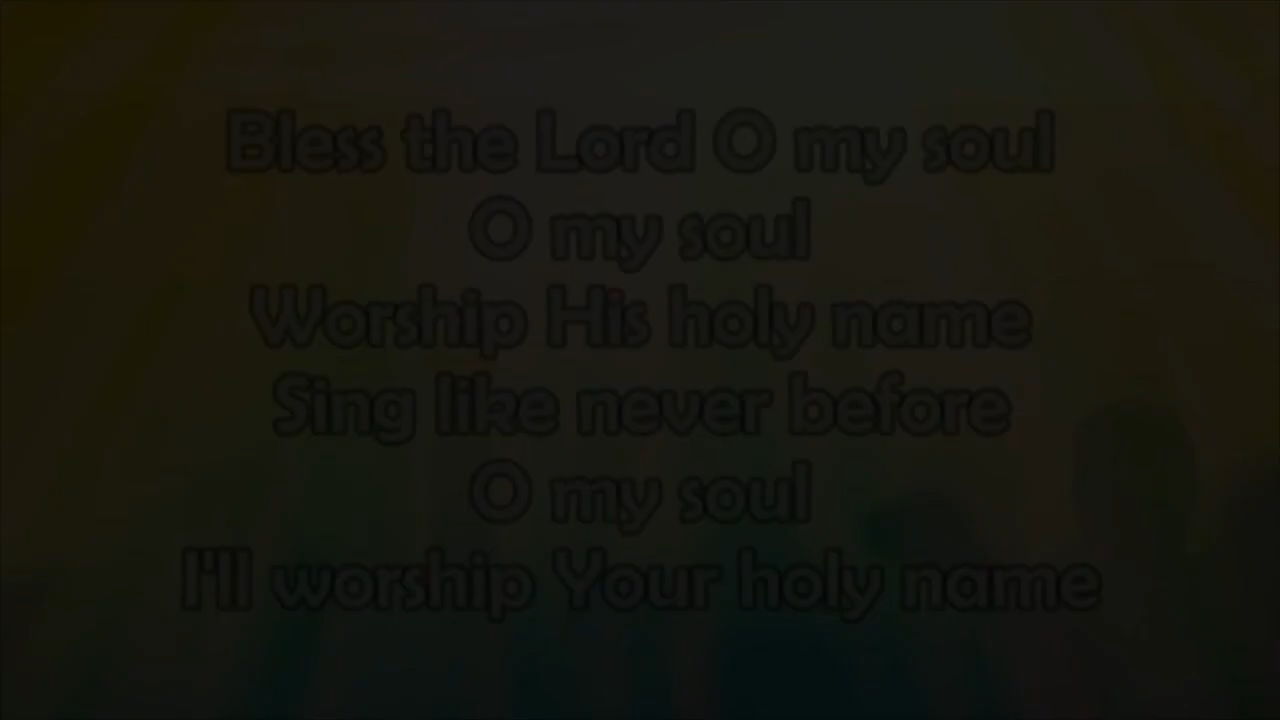 Bless the Lord O my soul
O my soul
Worship His holy name
Sing like never before
O my soul
I'll worship Your holy name